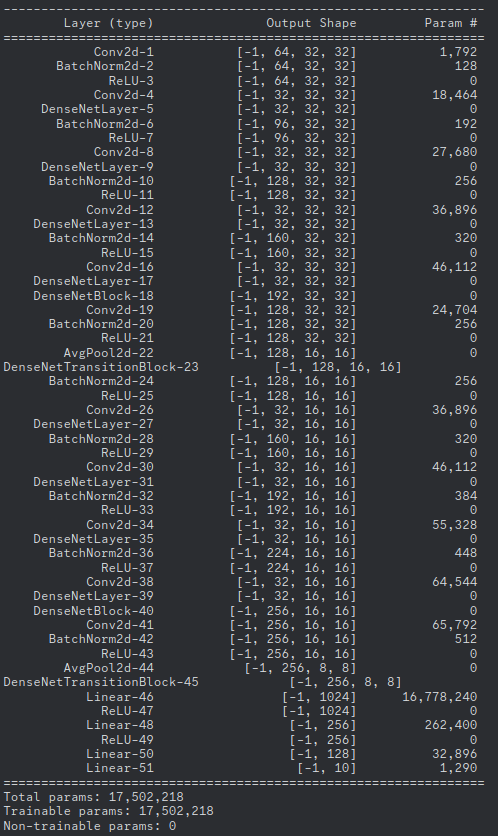 ----------------------------------------------------------------
Layer (type) Output Shape Param #
================================================================
Conv2d-1 [-1, 64, 32, 32] 1,792
BatchNorm2d-2 [-1, 64, 32, 32] 128
ReLU-3 [-1, 64, 32, 32] 0
Conv2d-4 [-1, 32, 32, 32] 18,464
DenseNetLayer-5 [-1, 32, 32, 32] 0
BatchNorm2d-6 [-1, 96, 32, 32] 192
ReLU-7 [-1, 96, 32, 32] 0
Conv2d-8 [-1, 32, 32, 32] 27,680
DenseNetLayer-9 [-1, 32, 32, 32] 0
BatchNorm2d-10 [-1, 128, 32, 32] 256
ReLU-11 [-1, 128, 32, 32] 0
Conv2d-12 [-1, 32, 32, 32] 36,896
DenseNetLayer-13 [-1, 32, 32, 32] 0
BatchNorm2d-14 [-1, 160, 32, 32] 320
ReLU-15 [-1, 160, 32, 32] 0
Conv2d-16 [-1, 32, 32, 32] 46,112
DenseNetLayer-17 [-1, 32, 32, 32] 0
DenseNetBlock-18 [-1, 192, 32, 32] 0
Conv2d-19 [-1, 128, 32, 32] 24,704
BatchNorm2d-20 [-1, 128, 32, 32] 256
ReLU-21 [-1, 128, 32, 32] 0
AvgPool2d-22 [-1, 128, 16, 16] 0
DenseNetTransitionBlock-23 [-1, 128, 16, 16]
BatchNorm2d-24 [-1, 128, 16, 16] 256
ReLU-25 [-1, 128, 16, 16] 0
Conv2d-26 [-1, 32, 16, 16] 36,896
DenseNetLayer-27 [-1, 32, 16, 16] 0
BatchNorm2d-28 [-1, 160, 16, 16] 320
ReLU-29 [-1, 160, 16, 16] 0
Conv2d-30 [-1, 32, 16, 16] 46,112
DenseNetLayer-31 [-1, 32, 16, 16] 0
BatchNorm2d-32 [-1, 192, 16, 16] 384
ReLU-33 [-1, 192, 16, 16] 0
Conv2d-34 [-1, 32, 16, 16] 55,328
DenseNetLayer-35 [-1, 32, 16, 16] 0
BatchNorm2d-36 [-1, 224, 16, 16] 448
ReLU-37 [-1, 224, 16, 16] 0
Conv2d-38 [-1, 32, 16, 16] 64,544
DenseNetLayer-39 [-1, 32, 16, 16] 0
DenseNetBlock-40 [-1, 256, 16, 16] 0
Conv2d-41 [-1, 256, 16, 16] 65,792
BatchNorm2d-42 [-1, 256, 16, 16] 512
ReLU-43 [-1, 256, 16, 16] 0
AvgPool2d-44 [-1, 256, 8, 8] 0
DenseNetTransitionBlock-45 [-1, 256, 8, 8]
Linear-46 [-1, 1024] 16,778,240
ReLU-47 [-1, 1024] 0
Linear-48 [-1, 256] 262,400
ReLU-49 [-1, 256] 0
Linear-50 [-1, 128] 32,896
Linear-51 [-1, 10] 1,290
================================================================
Total params: 17,502,218
Trainable params: 17,502,218
Non-trainable params: 0